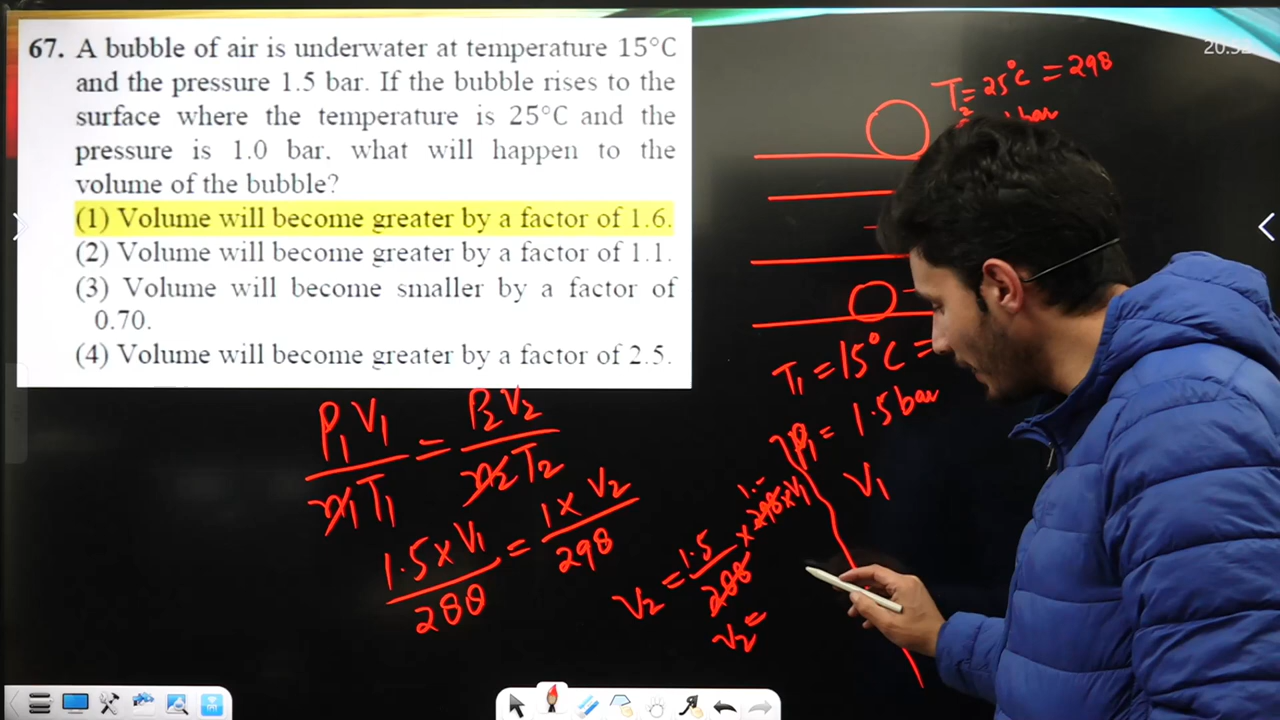 67. A bubble of air is underwater at temperature 15°C
and the pressure 1.5 bar. If the bubble rises to the
surface where the temperature is 25°C and the
pressure is 1.0 bar. what will happen to the
volume of the bubble?
(1) Volume will become greater by a factor of 1.6.
(2) Volume will become greater by a factor of 1.1.
(3) Volume will become smaller by a factor of
0.70.
(4) Volume will become greater by a factor of 2.5.
T₂ = 25°C = 298
bar
T₁ = 15°C =
P₁ = 1.5 bar
V₁
P₁V₁/n₁T₁ = P₂V₂/n₂T₂
1.5 × V₁/288 = 1 × V₂/298
V₂ = 1.5/288 × 298 × V₁
V₂ =